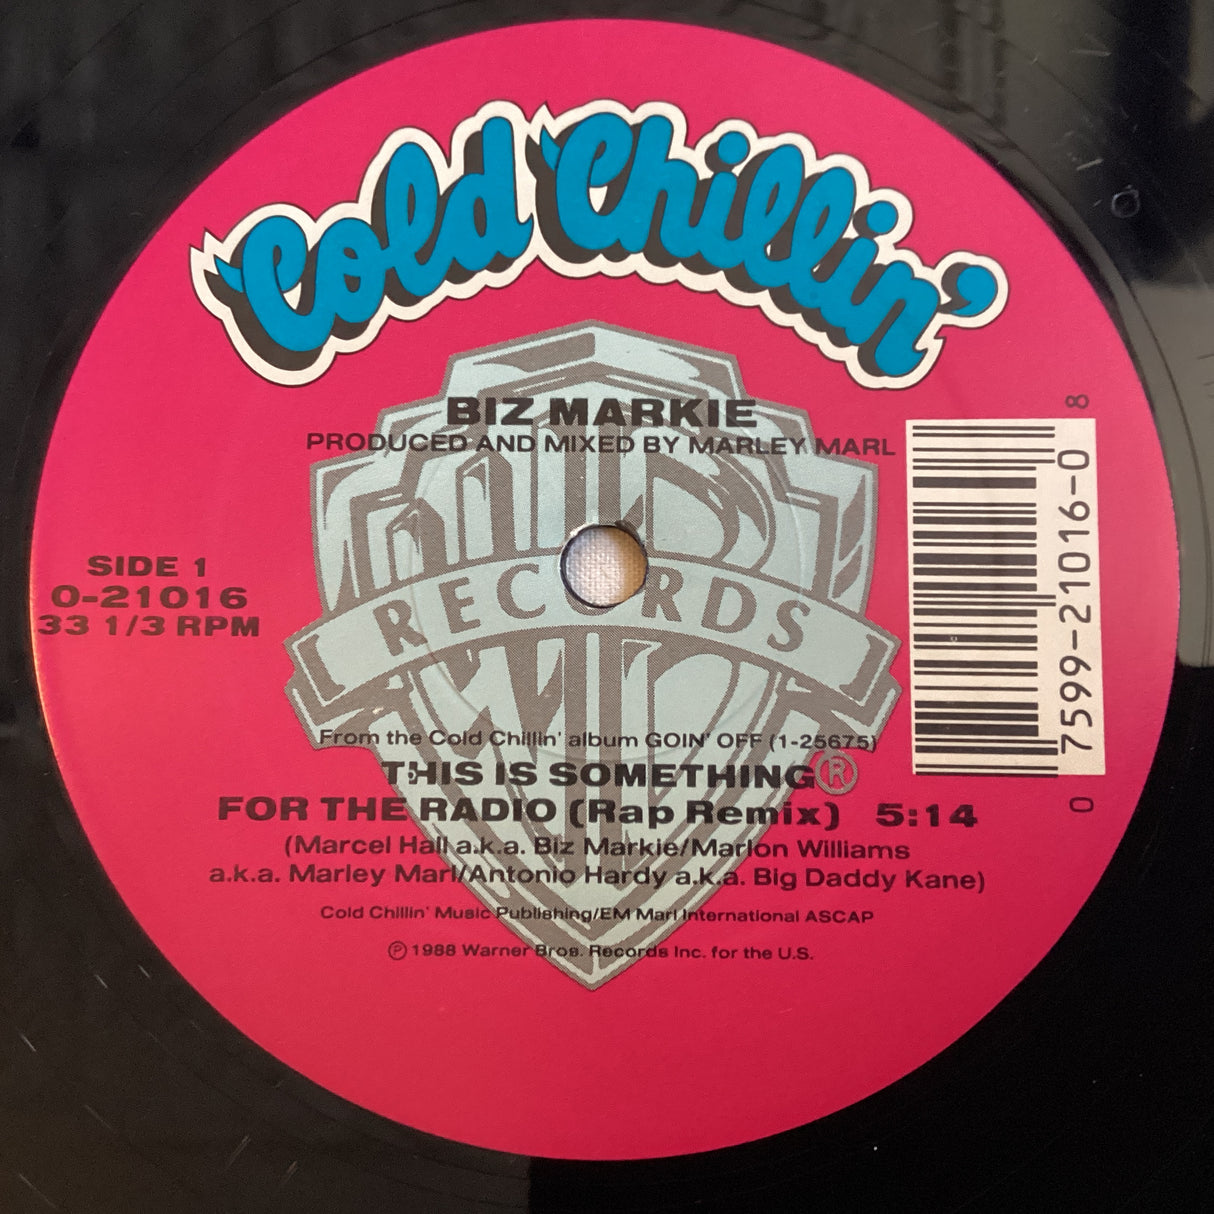 Cold Chillin'
BIZ MARKIE
PRODUCED AND MIXED BY MARLEY MARL
SIDE 1
0-21016
33 1/3 RPM
RECORDS
0 7599-21016-0 8
From the Cold Chillin' album GOIN' OFF (1-25675)
THIS IS SOMETHING ®
FOR THE RADIO (Rap Remix) 5:14
(Marcel Hall a.k.a. Biz Markie/Marlon Williams
a.k.a. Marley Marl/Antonio Hardy a.k.a. Big Daddy Kane)
Cold Chillin' Music Publishing/EM Marl International ASCAP
℗ 1988 Warner Bros. Records Inc. for the U.S.